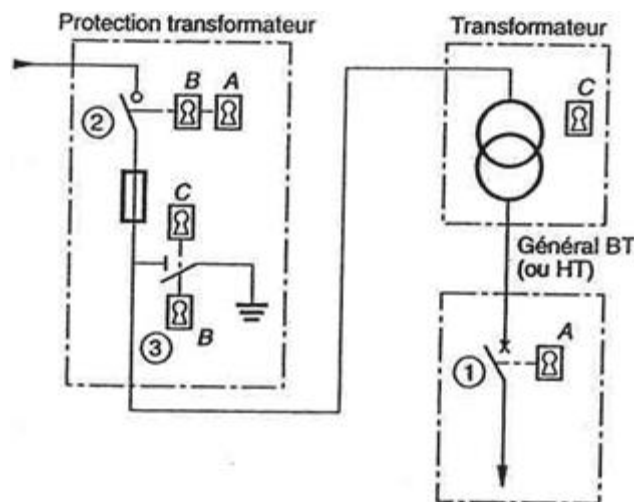 Protection transformateur
B A
2
C
3
B
Transformateur
C
Général BT
(ou HT)
A
1